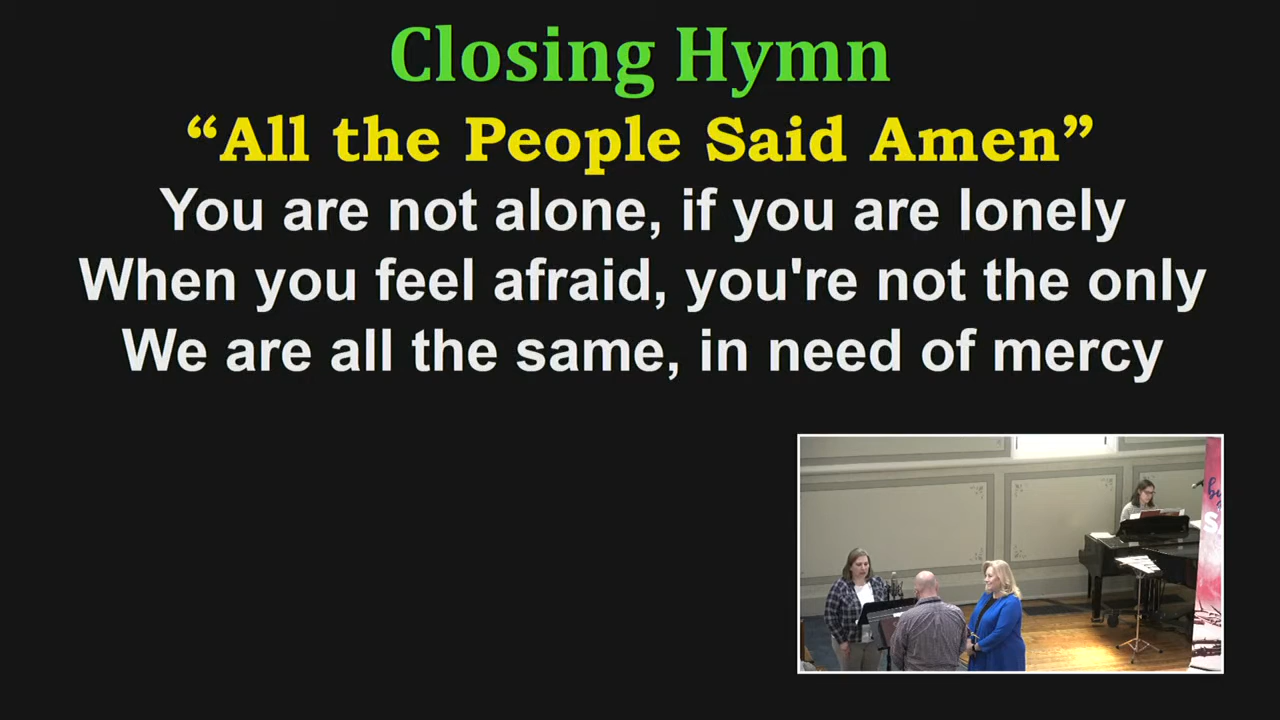 Closing Hymn
“All the People Said Amen”
You are not alone, if you are lonely
When you feel afraid, you're not the only
We are all the same, in need of mercy